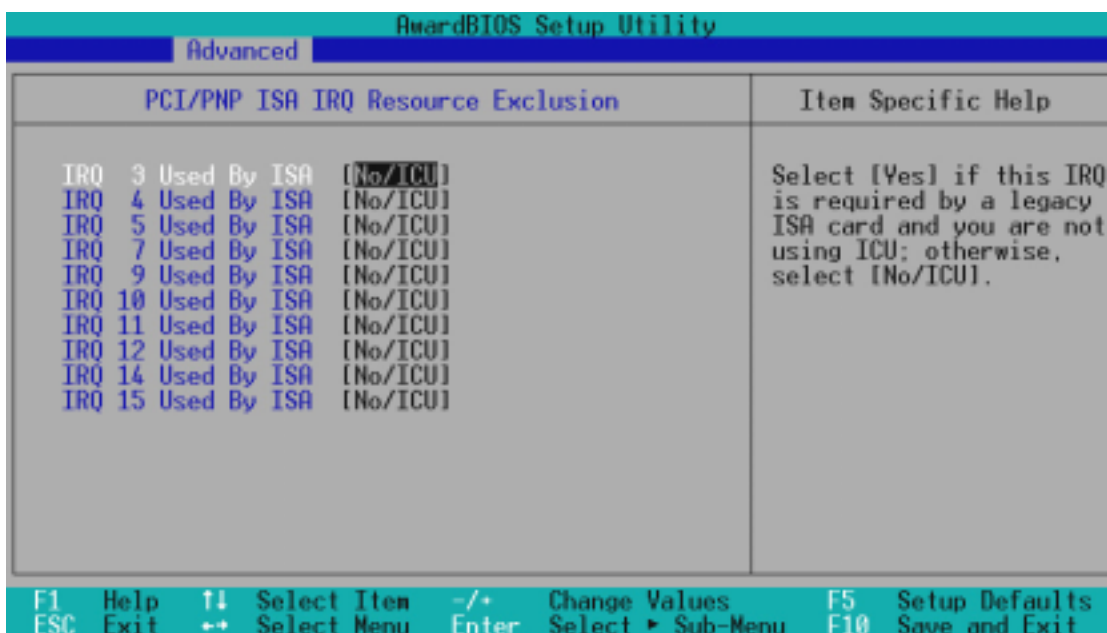 AwardBIOS Setup Utility
Advanced
PCI/PNP ISA IRQ Resource Exclusion
IRQ 3 Used By ISA [No/ICU]
IRQ 4 Used By ISA [No/ICU]
IRQ 5 Used By ISA [No/ICU]
IRQ 7 Used By ISA [No/ICU]
IRQ 9 Used By ISA [No/ICU]
IRQ 10 Used By ISA [No/ICU]
IRQ 11 Used By ISA [No/ICU]
IRQ 12 Used By ISA [No/ICU]
IRQ 14 Used By ISA [No/ICU]
IRQ 15 Used By ISA [No/ICU]
Item Specific Help
Select [Yes] if this IRQ
is required by a legacy
ISA card and you are not
using ICU; otherwise,
select [No/ICU].
F1 Help ↑↓ Select Item -/+ Change Values F5 Setup Defaults
ESC Exit ←→ Select Menu Enter Select ► Sub-Menu F10 Save and Exit